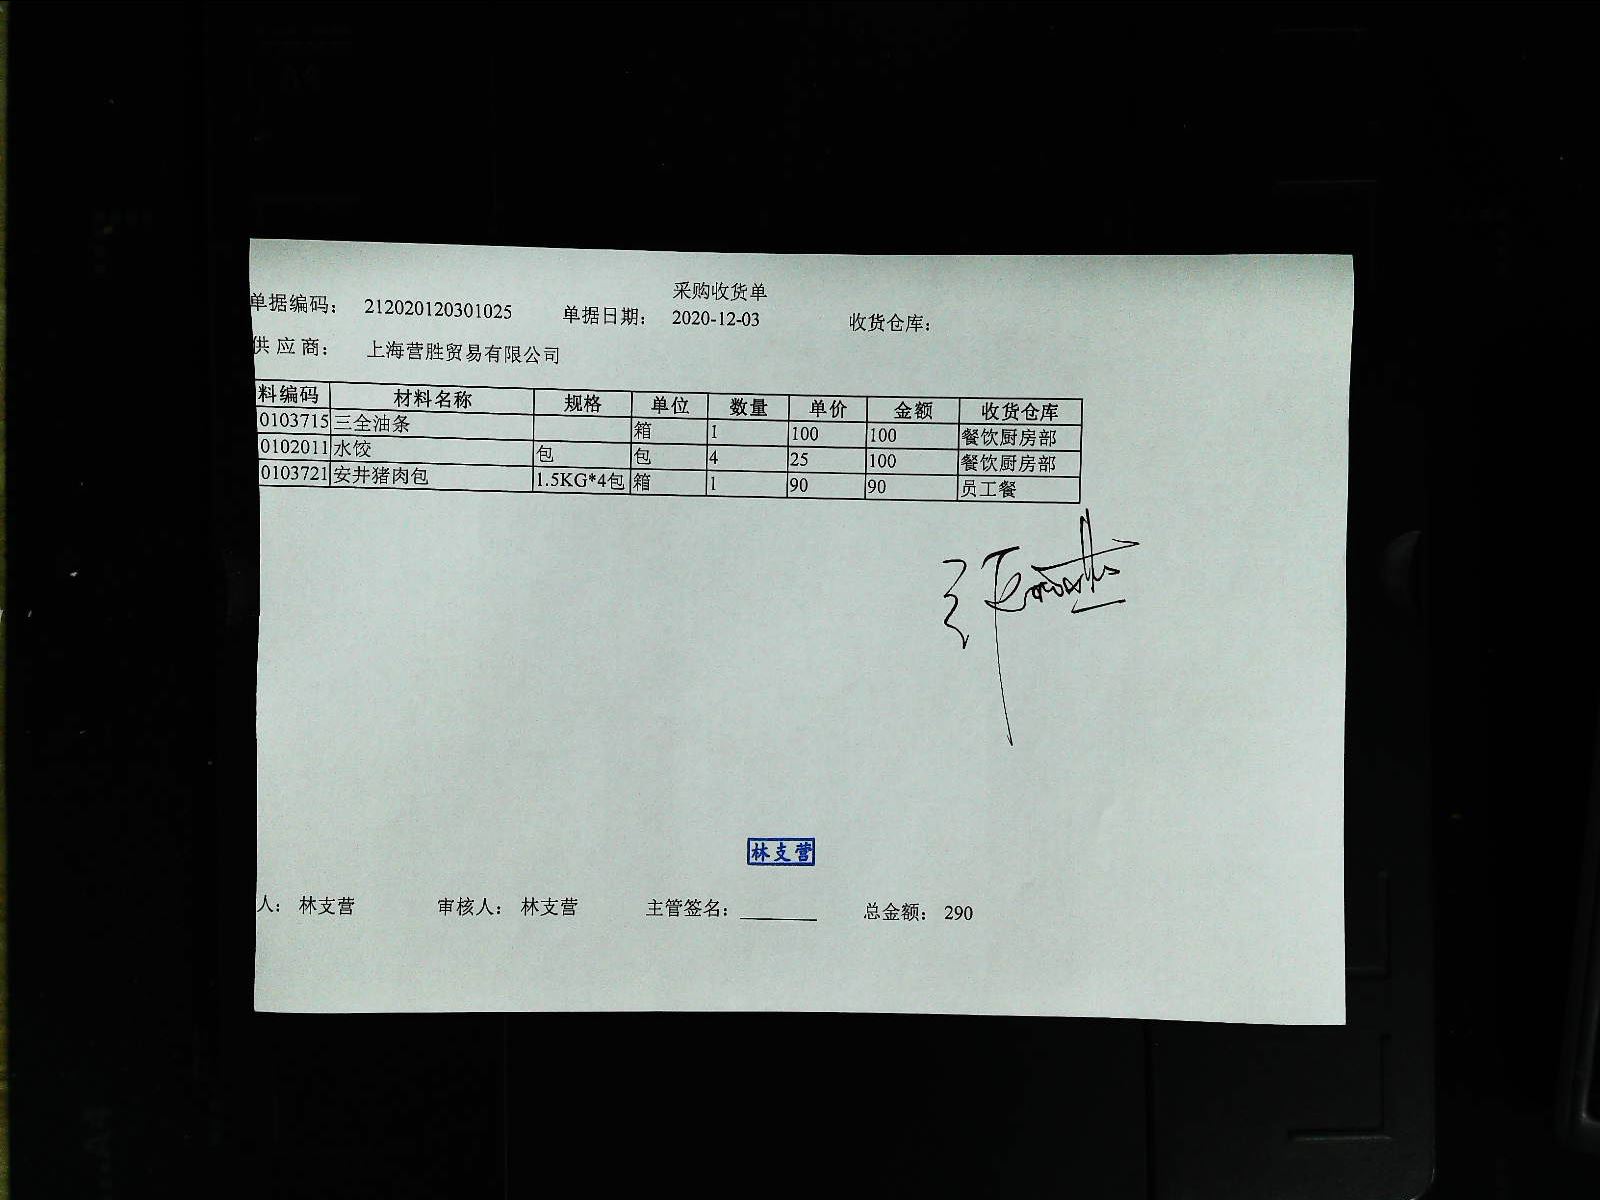 采购收货单
单据编码： 212020120301025 单据日期： 2020-12-03 收货仓库：
供 应 商： 上海营胜贸易有限公司
料编码 材料名称 规格 单位 数量 单价 金额 收货仓库
0103715 三全油条 箱 1 100 100 餐饮厨房部
0102011 水饺 包 包 4 25 100 餐饮厨房部
0103721 安井猪肉包 1.5KG*4包 箱 1 90 90 员工餐
林支营
人： 林支营 审核人： 林支营 主管签名： 总金额： 290